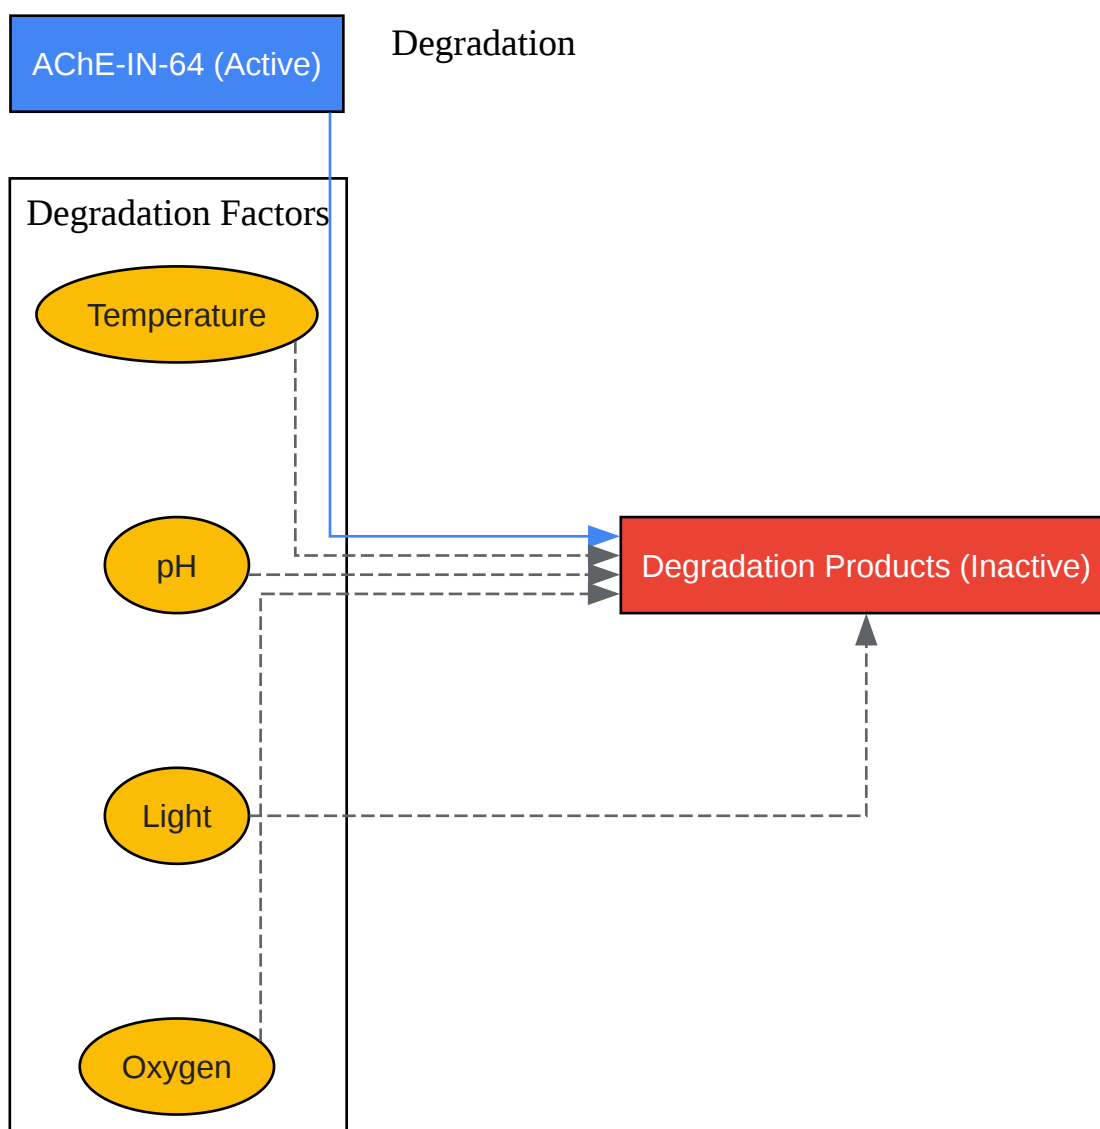 AChE-IN-64 (Active)
Degradation
Degradation Factors
Temperature
pH
Degradation Products (Inactive)
Light
Oxygen